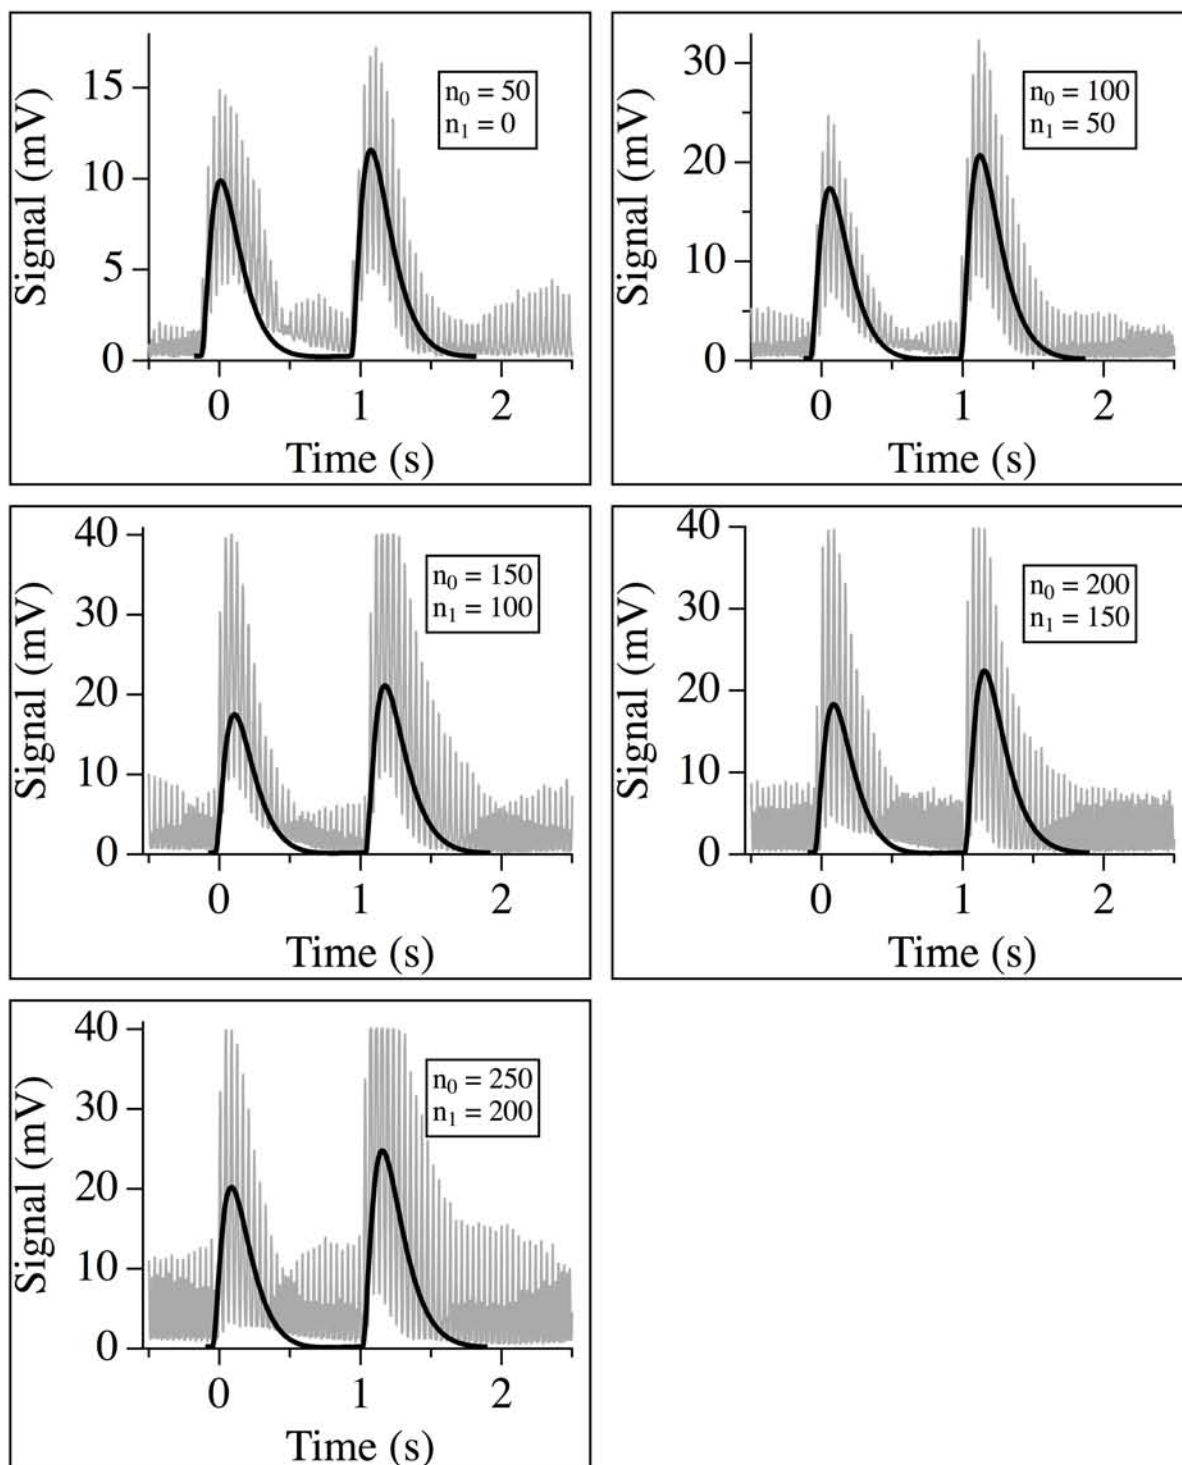 Signal (mV)
15
10
5
0
n₀ = 50
n₁ = 0
0 1 2
Time (s)
Signal (mV)
30
20
10
0
n₀ = 100
n₁ = 50
0 1 2
Time (s)
Signal (mV)
40
30
20
10
0
n₀ = 150
n₁ = 100
0 1 2
Time (s)
Signal (mV)
40
30
20
10
0
n₀ = 200
n₁ = 150
0 1 2
Time (s)
Signal (mV)
40
30
20
10
0
n₀ = 250
n₁ = 200
0 1 2
Time (s)